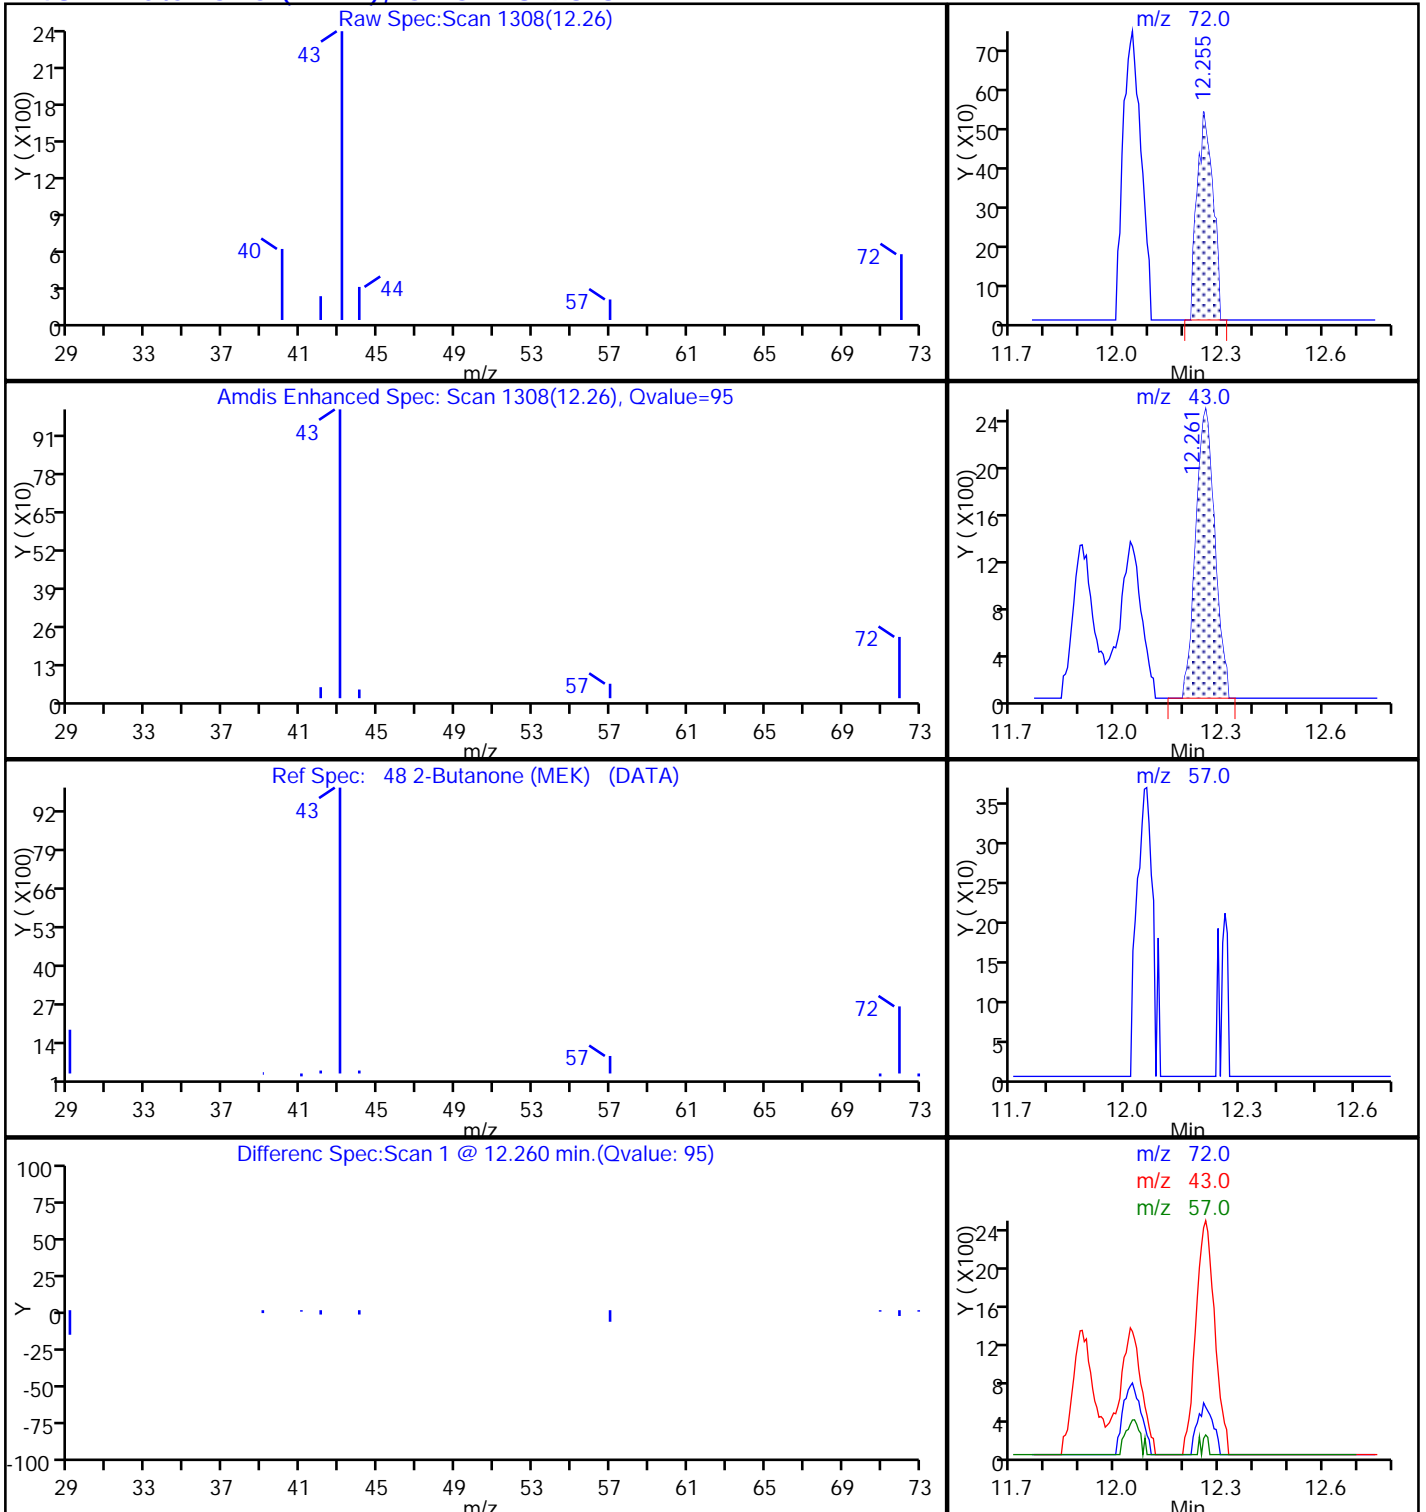 Raw Spec:Scan 1308(12.26)
Y ( X100)
24
21
18
15
12
9
6
3
0
43
40
44
57
72
29 33 37 41 45 49 53 57 61 65 69 73
m/z
m/z 72.0
Y ( X10)
70
60
50
40
30
20
10
0
12.255
11.7 12.0 12.3 12.6
Min
Amdis Enhanced Spec: Scan 1308(12.26), Qvalue=95
Y ( X10)
91
78
65
52
39
26
13
0
43
57
72
29 33 37 41 45 49 53 57 61 65 69 73
m/z
m/z 43.0
Y ( X100)
24
20
16
12
8
4
0
12.261
11.7 12.0 12.3 12.6
Min
Ref Spec: 48 2-Butanone (MEK) (DATA)
Y ( X100)
92
79
66
53
40
27
14
1
43
57
72
29 33 37 41 45 49 53 57 61 65 69 73
m/z
m/z 57.0
Y ( X10)
35
30
25
20
15
10
5
0
11.7 12.0 12.3 12.6
Min
Differenc Spec:Scan 1 @ 12.260 min.(Qvalue: 95)
Y
100
75
50
25
0
-25
-50
-75
-100
29 33 37 41 45 49 53 57 61 65 69 73
m/z
m/z 72.0
m/z 43.0
m/z 57.0
Y ( X100)
24
20
16
12
8
4
0
11.7 12.0 12.3 12.6
Min